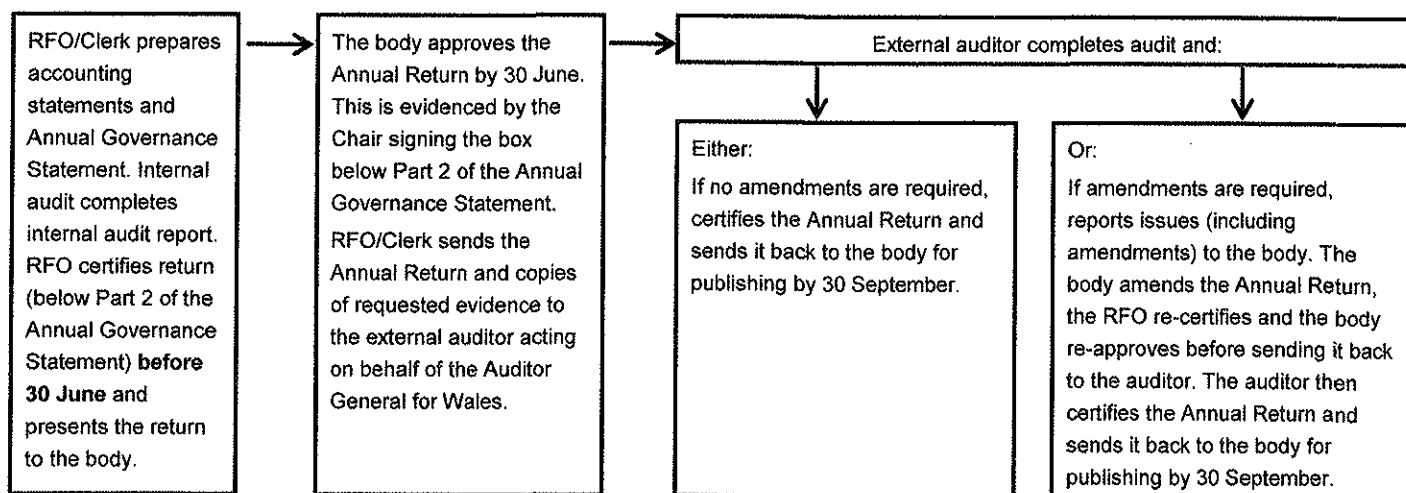 RFO/Clerk prepares
accounting
statements and
Annual Governance
Statement. Internal
audit completes
internal audit report.
RFO certifies return
(below Part 2 of the
Annual Governance
Statement) before
30 June and
presents the return
to the body.
The body approves the
Annual Return by 30 June.
This is evidenced by the
Chair signing the box
below Part 2 of the Annual
Governance Statement.
RFO/Clerk sends the
Annual Return and copies
of requested evidence to
the external auditor acting
on behalf of the Auditor
General for Wales.
External auditor completes audit and:
Either:
If no amendments are required,
certifies the Annual Return and
sends it back to the body for
publishing by 30 September.
Or:
If amendments are required,
reports issues (including
amendments) to the body. The
body amends the Annual Return,
the RFO re-certifies and the body
re-approves before sending it back
to the auditor. The auditor then
certifies the Annual Return and
sends it back to the body for
publishing by 30 September.